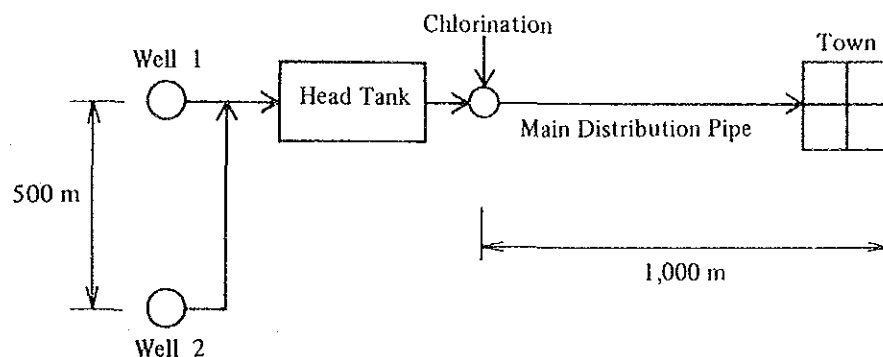 Chlorination
Well 1
Town
Head Tank
Main Distribution Pipe
500 m
1,000 m
Well 2